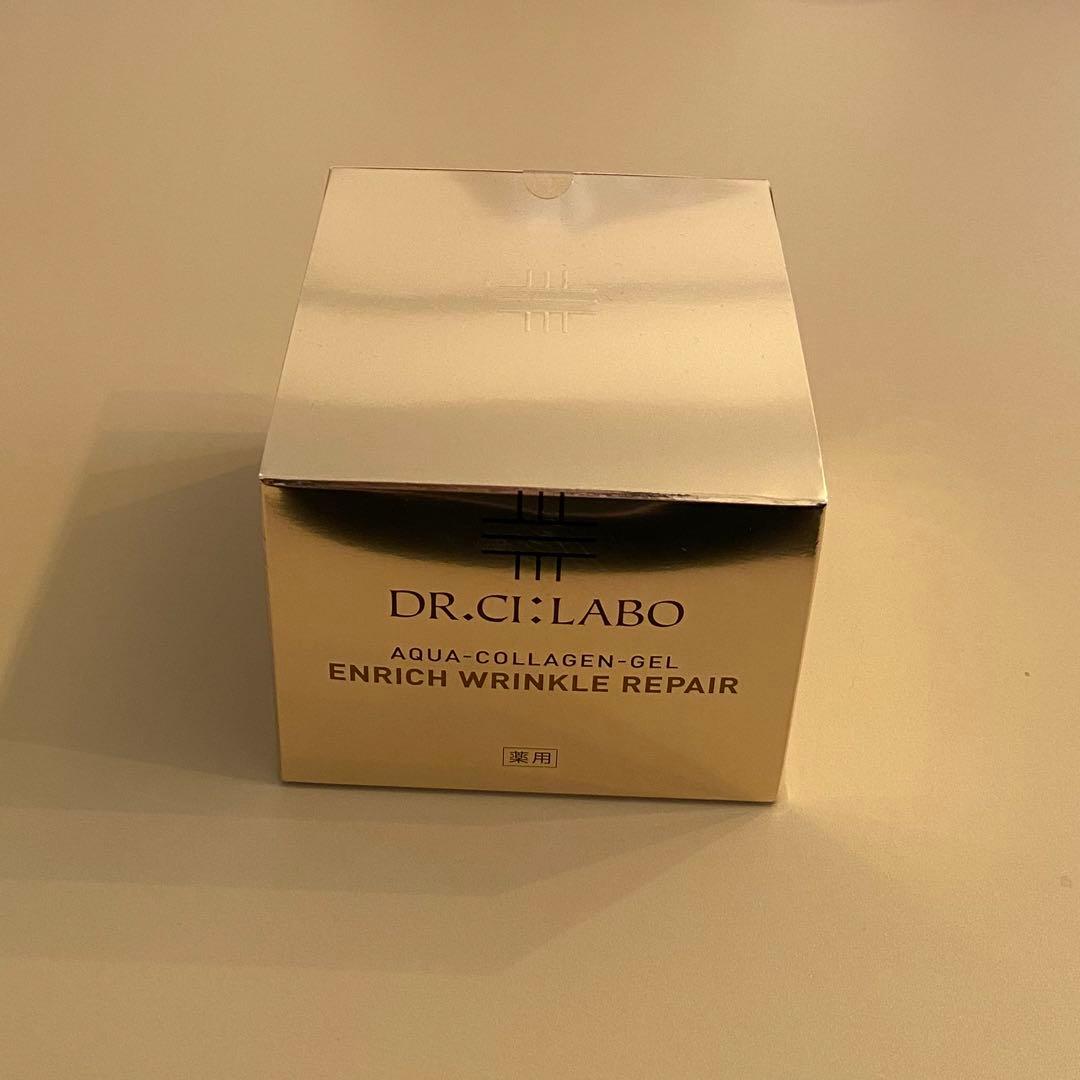 DR.CI:LABO
AQUA-COLLAGEN-GEL
ENRICH WRINKLE REPAIR
薬用